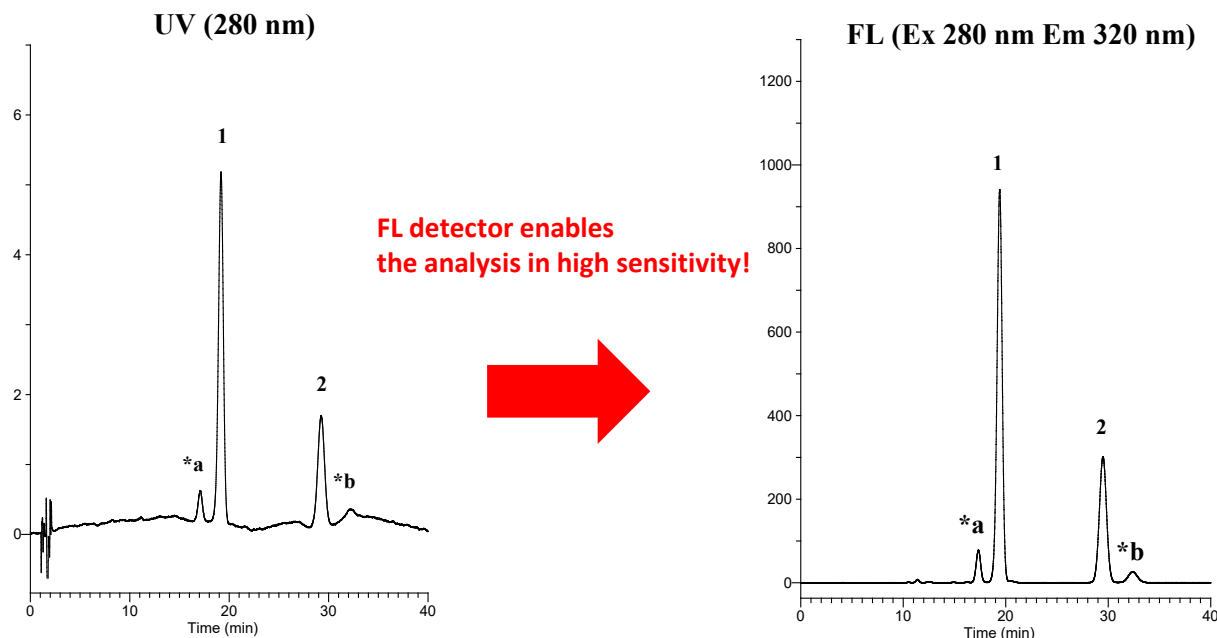 UV (280 nm)
6
4
2
0
1
2
*a
*b
0 10 20 30 40
Time (min)
FL detector enables
the analysis in high sensitivity!
FL (Ex 280 nm Em 320 nm)
1200
1000
800
600
400
200
0
1
2
*a
*b
0 10 20 30 40
Time (min)